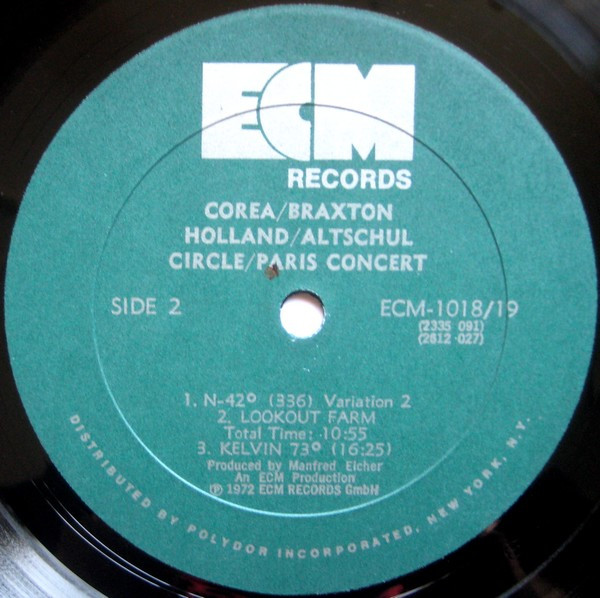 ECM
RECORDS
COREA/BRAXTON
HOLLAND/ALTSCHUL
CIRCLE/PARIS CONCERT
SIDE 2
ECM-1018/19
(2335 091)
(2612 027)
1. N-42º (336) Variation 2
2. LOOKOUT FARM
Total Time: 10:55
3. KELVIN 73º (16:25)
Produced by Manfred Eicher
An ECM Production
℗ 1972 ECM RECORDS GmbH
DISTRIBUTED BY POLYDOR INCORPORATED, NEW YORK, N.Y.